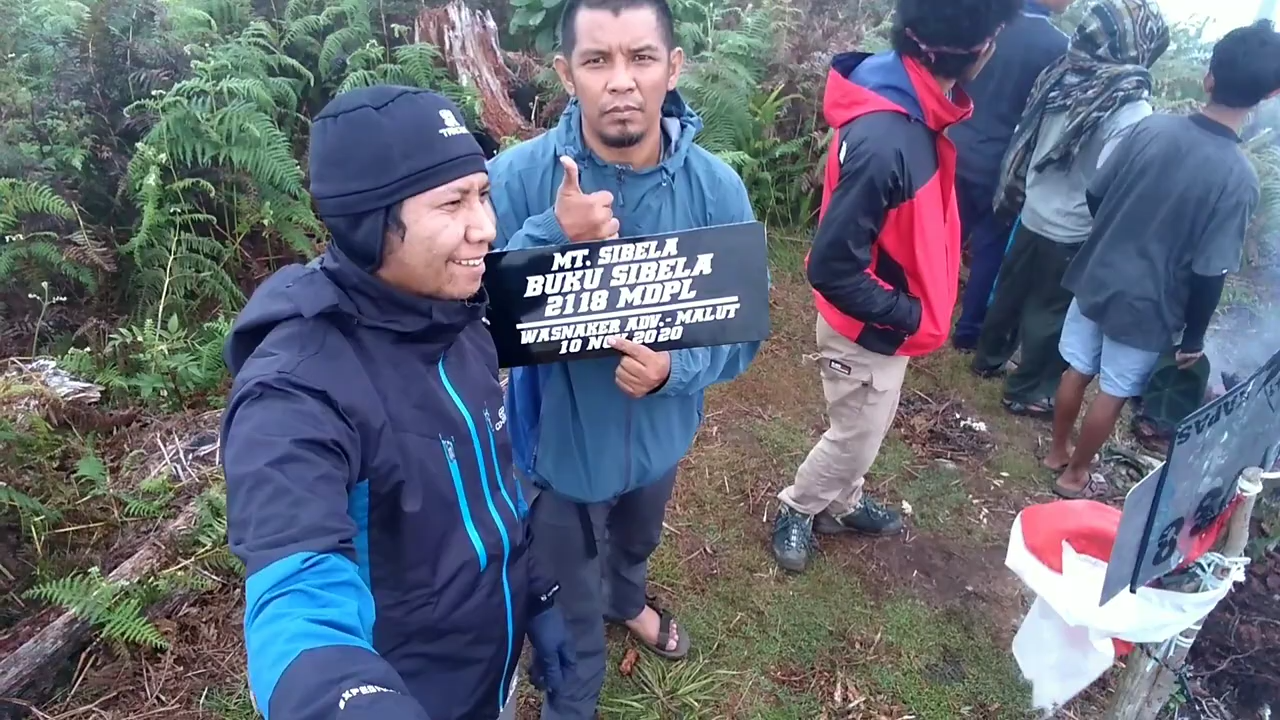 MT. SIBELA
BUKU SIBELA
2118 MDPL
WASNAKER ADV.- MALUT
10 NOV 2020